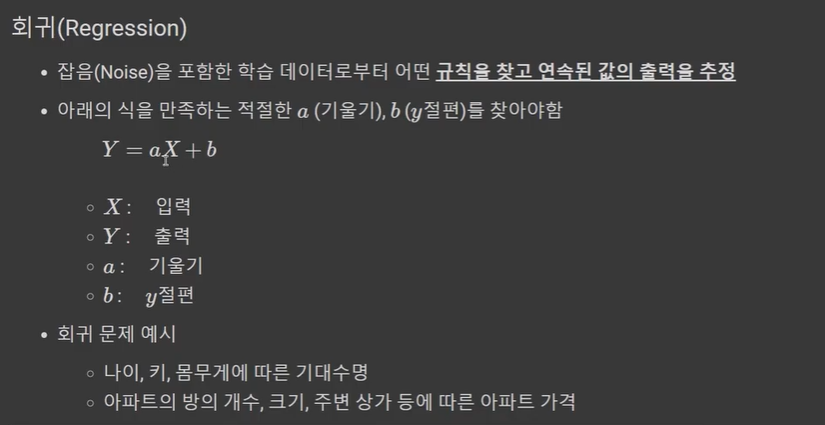 회귀(Regression)
• 잡음(Noise)을 포함한 학습 데이터로부터 어떤 규칙을 찾고 연속된 값의 출력을 추정
• 아래의 식을 만족하는 적절한 a (기울기), b (y절편)를 찾아야함
Y = aX + b
◦ X : 입력
◦ Y : 출력
◦ a : 기울기
◦ b : y절편
• 회귀 문제 예시
◦ 나이, 키, 몸무게에 따른 기대수명
◦ 아파트의 방의 개수, 크기, 주변 상가 등에 따른 아파트 가격